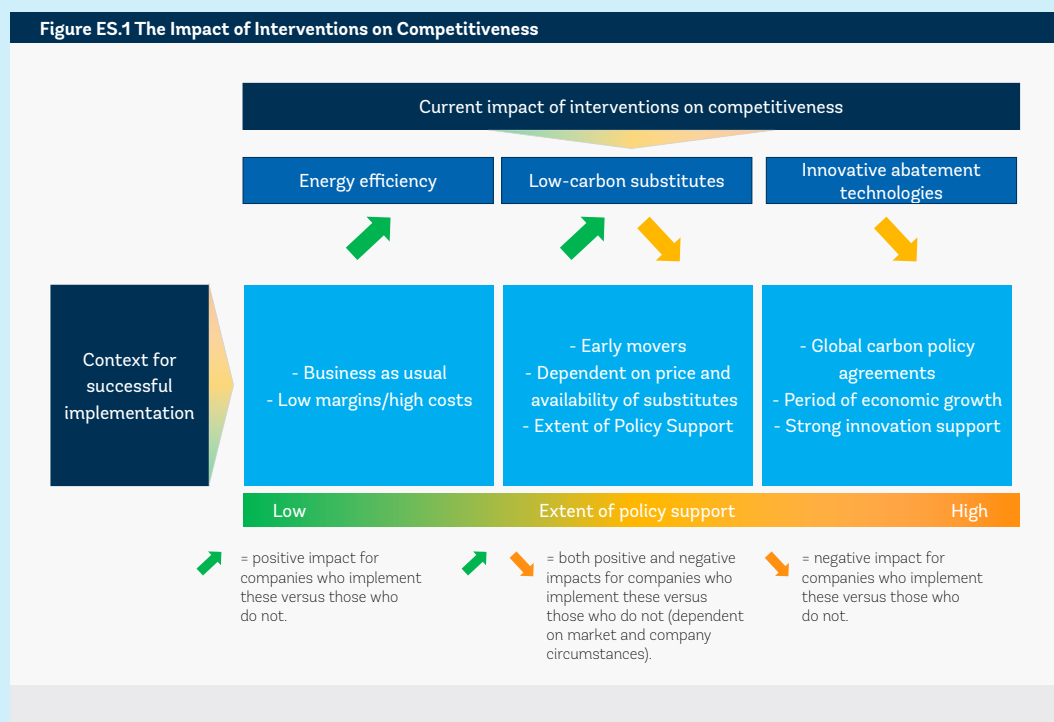 Figure ES.1 The Impact of Interventions on Competitiveness
Current impact of interventions on competitiveness
Energy efficiency
Low-carbon substitutes
Innovative abatement
technologies
Context for
successful
implementation
- Business as usual
- Low margins/high costs
- Early movers
- Dependent on price and
availability of substitutes
- Extent of Policy Support
- Global carbon policy
agreements
- Period of economic growth
- Strong innovation support
Low
Extent of policy support
High
= positive impact for
companies who implement
these versus those who
do not.
= both positive and negative
impacts for companies who
implement these versus
those who do not (dependent
on market and company
circumstances).
= negative impact for
companies who implement
these versus those who
do not.